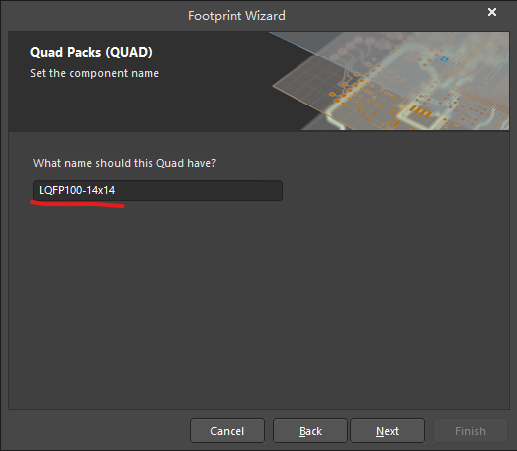 Footprint Wizard
Quad Packs (QUAD)
Set the component name
What name should this Quad have?
LQFP100-14x14
Cancel
Back
Next
Finish